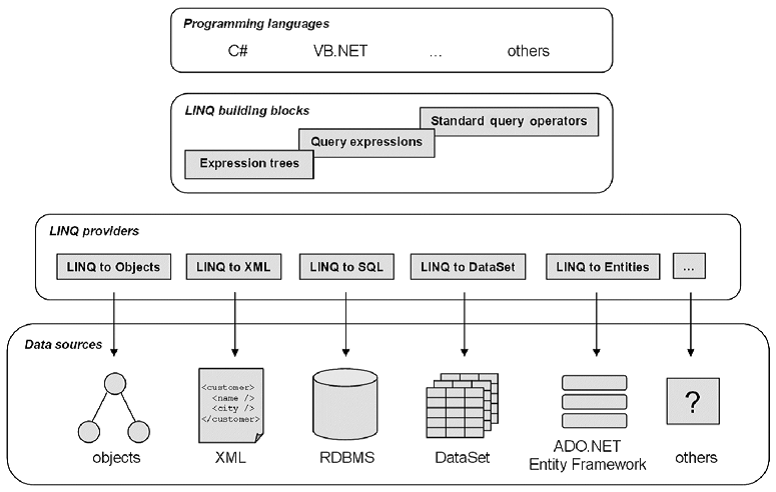 Programming languages
C# VB.NET ... others
LINQ building blocks
Standard query operators
Query expressions
Expression trees
LINQ providers
LINQ to Objects LINQ to XML LINQ to SQL LINQ to DataSet LINQ to Entities ...
Data sources
<customer>
<name />
<city />
</customer>
?
objects XML RDBMS DataSet ADO.NET
Entity Framework others